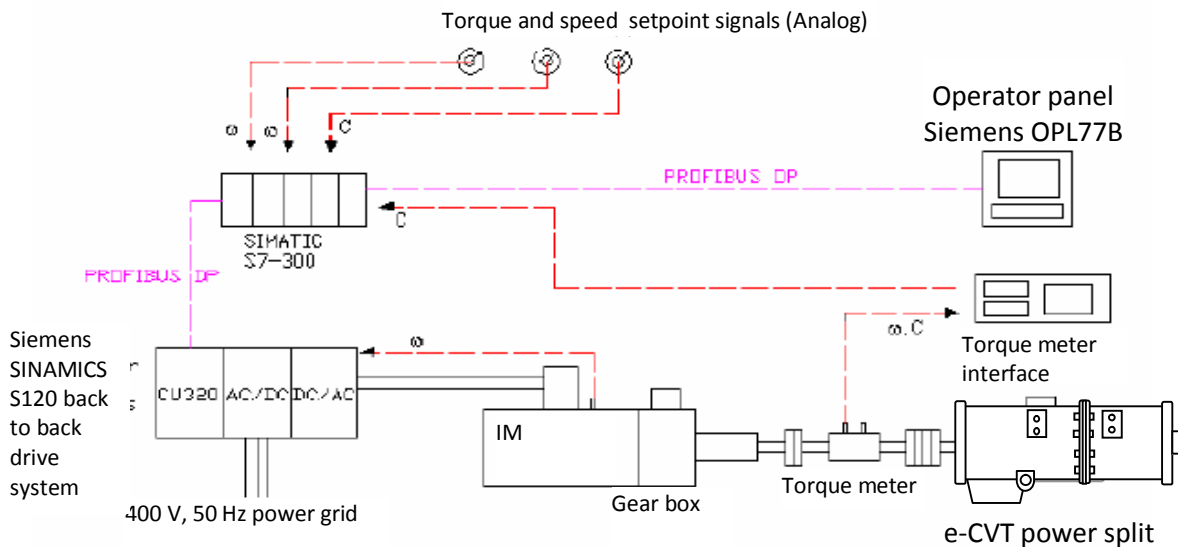 Torque and speed setpoint signals (Analog)
Operator panel
Siemens OPL77B
ω
ω
C
PROFIBUS DP
C
SIMATIC
S7-300
PROFIBUS DP
ω.C
Torque meter
interface
Siemens
SINAMICS
S120 back
to back
drive
system
ω
CU320
AC/DC
DC/AC
IM
Gear box
Torque meter
400 V, 50 Hz power grid
e-CVT power split